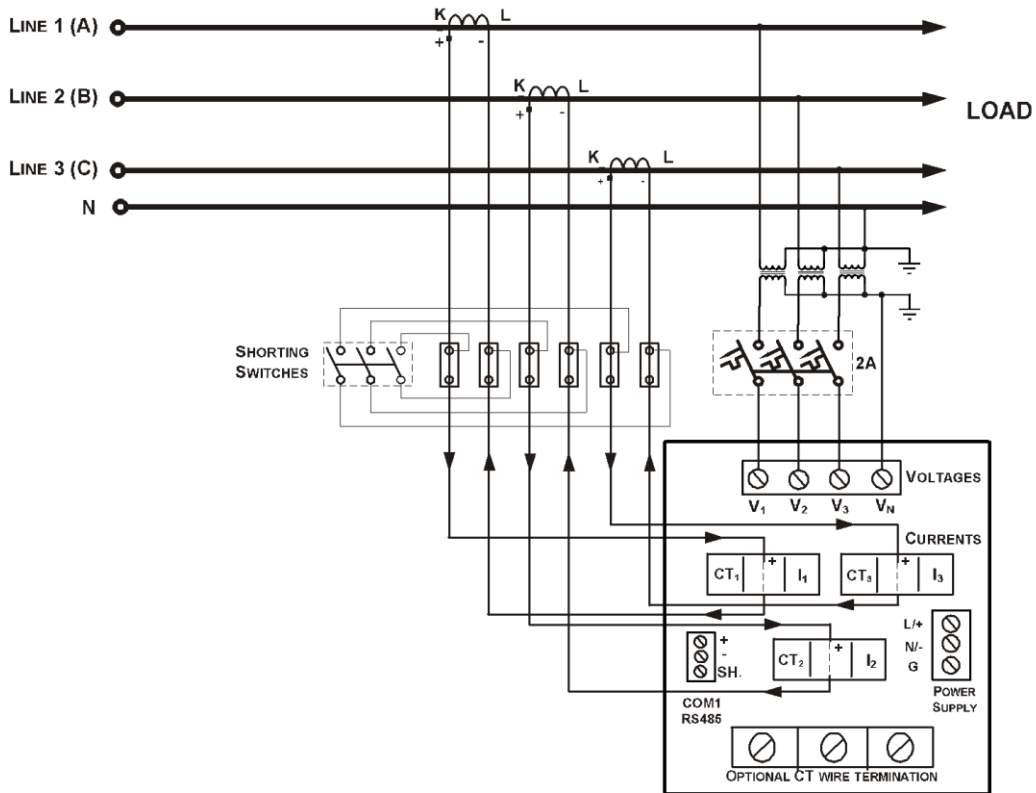 LINE 1 (A)
K L
+ -
LINE 2 (B)
K L
+ -
LOAD
LINE 3 (C)
K L
+ -
N
SHORTING
SWITCHES
2A
VOLTAGES
V1 V2 V3 VN
CURRENTS
CT1 + I1
CT3 + I3
L/+
N/-
G
POWER
SUPPLY
+
-
SH.
COM1
RS485
CT2 + I2
OPTIONAL CT WIRE TERMINATION